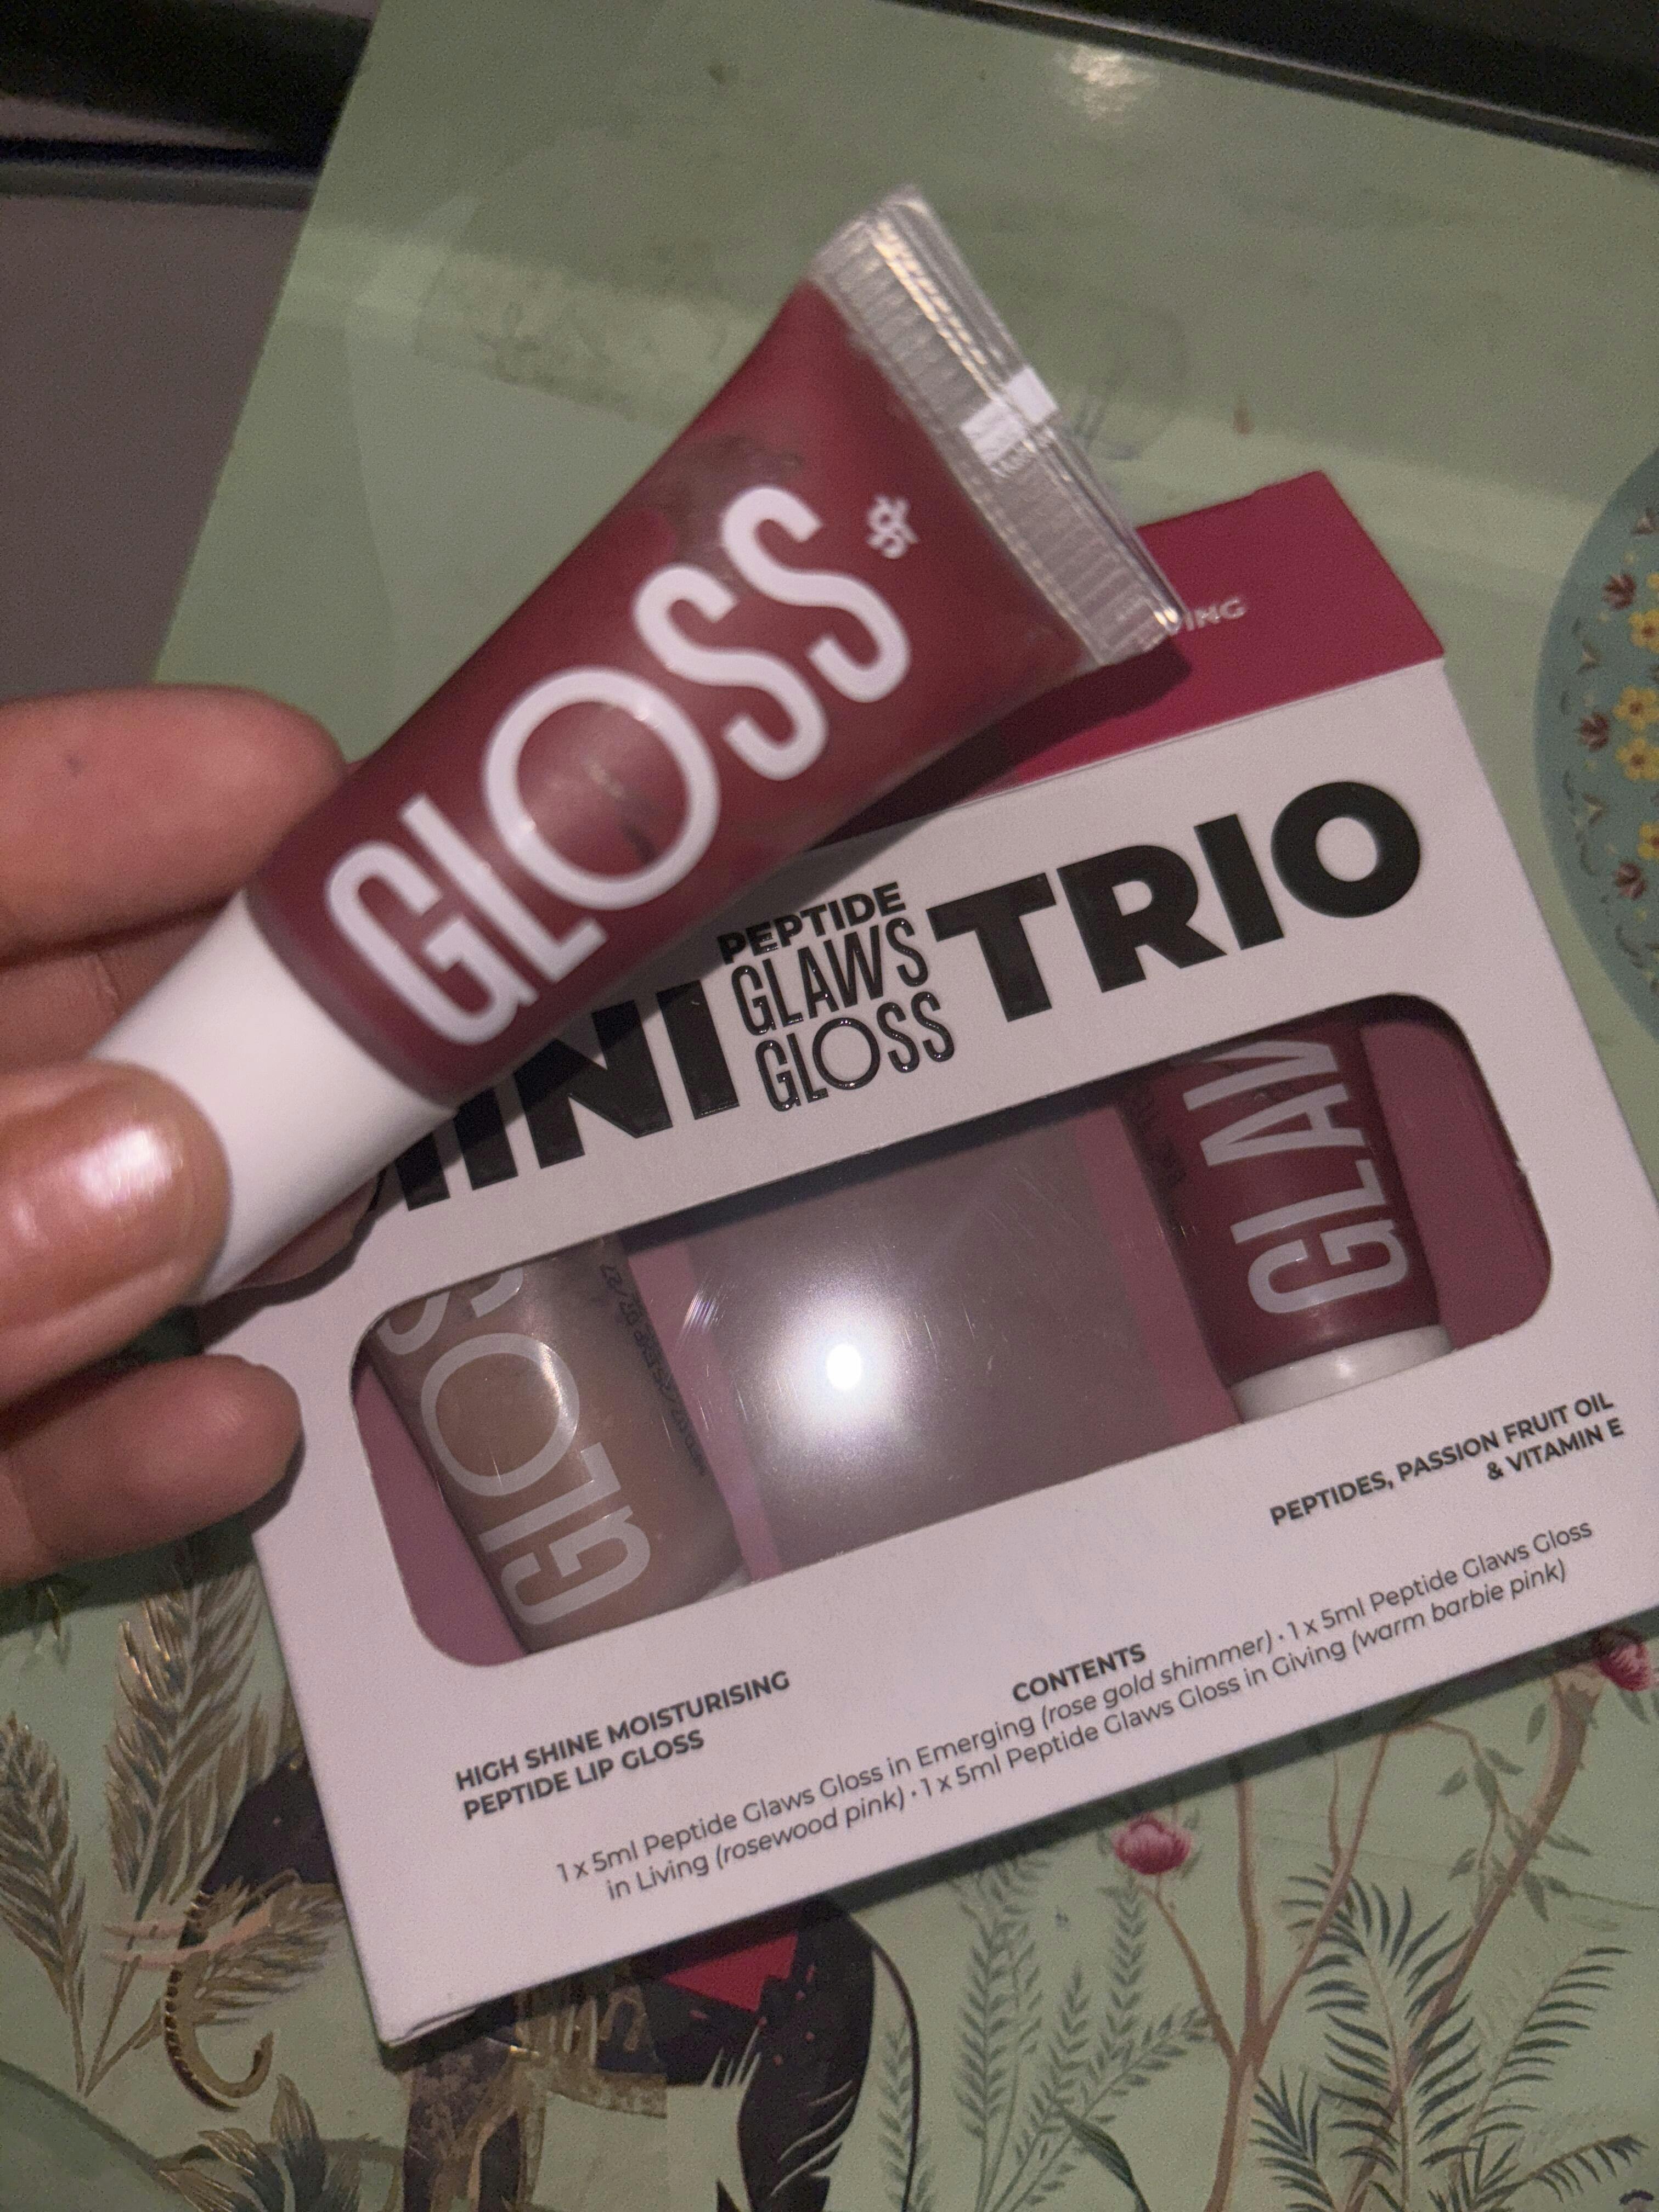 GLOSS
PEPTIDE
GLAWS
GLOSS
TRIO
GLAW
GLOSS
HIGH SHINE MOISTURISING
PEPTIDE LIP GLOSS
PEPTIDES, PASSION FRUIT OIL
& VITAMIN E
CONTENTS
1 x 5ml Peptide Glaws Gloss in Emerging (rose gold shimmer) • 1 x 5ml Peptide Glaws Gloss
in Living (rosewood pink) • 1 x 5ml Peptide Glaws Gloss in Giving (warm barbie pink)